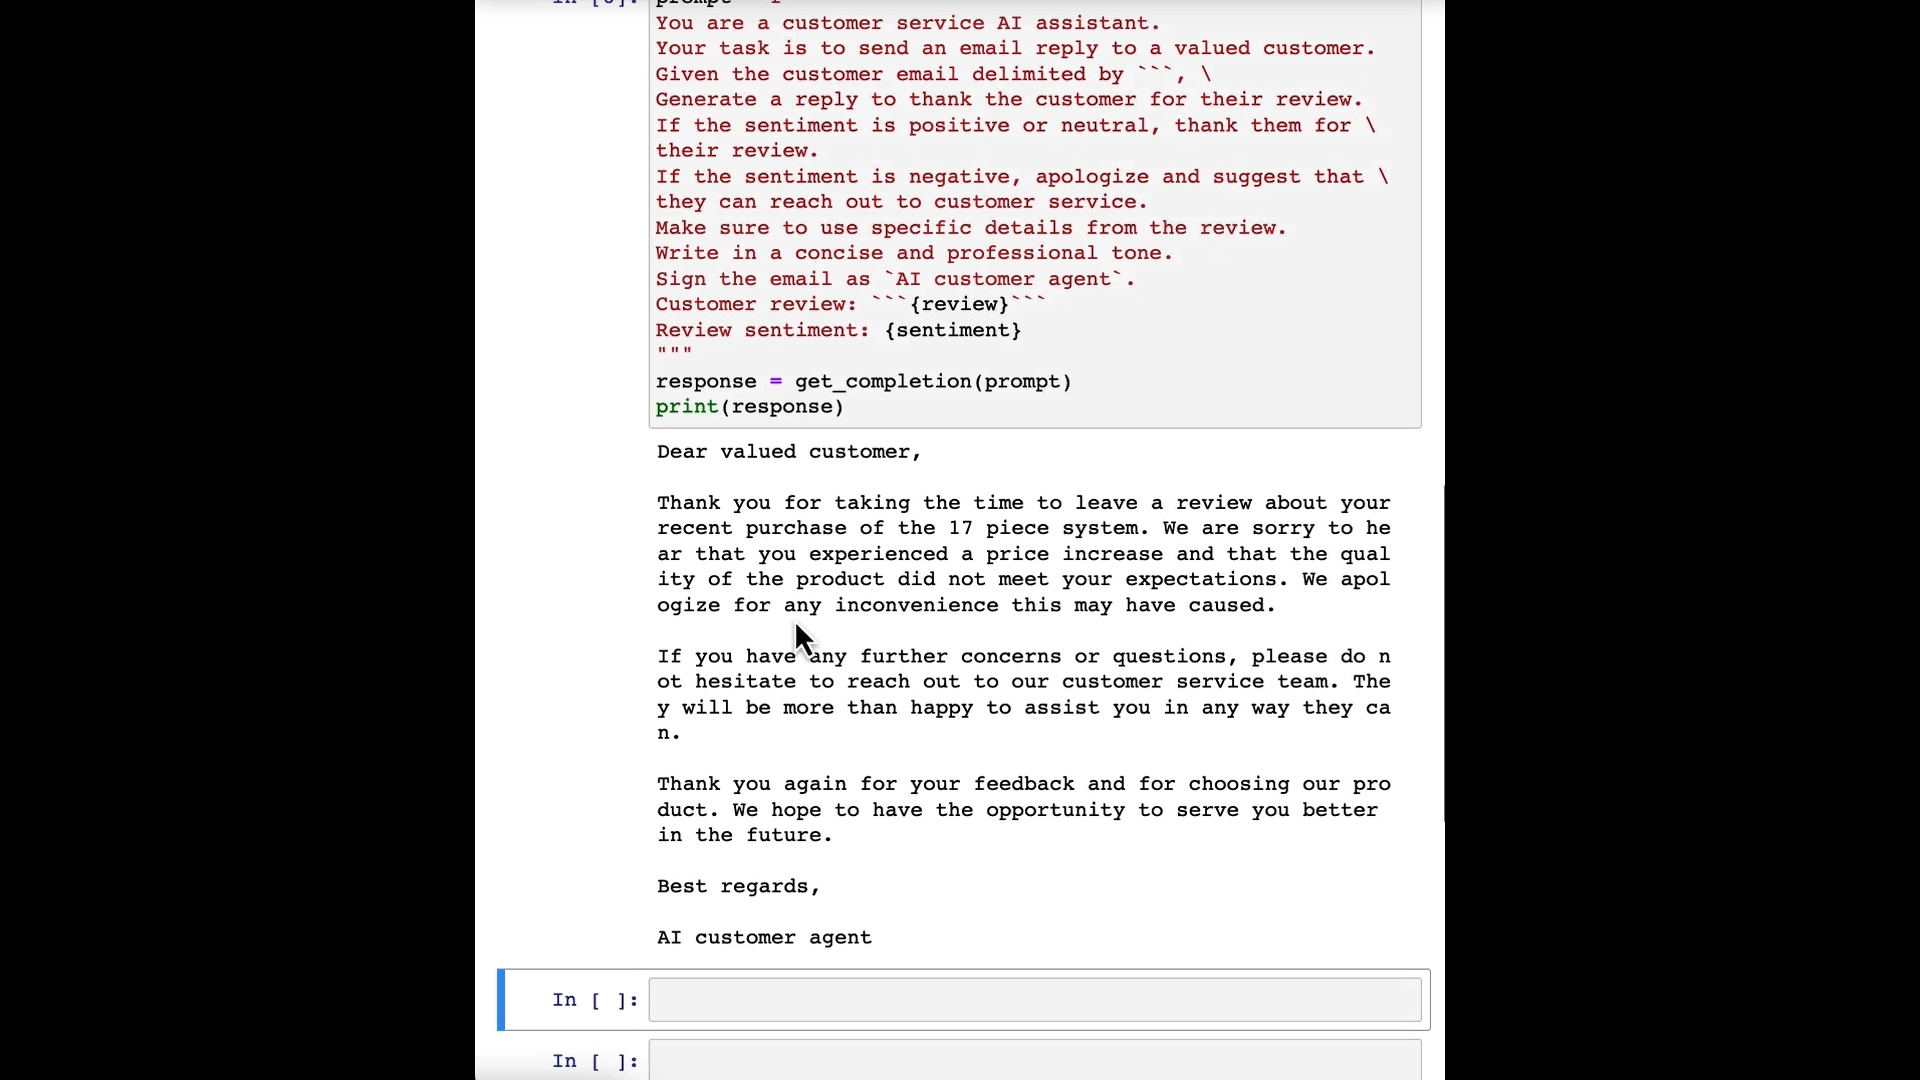 You are a customer service AI assistant.
Your task is to send an email reply to a valued customer.
Given the customer email delimited by ```, \
Generate a reply to thank the customer for their review.
If the sentiment is positive or neutral, thank them for \
their review.
If the sentiment is negative, apologize and suggest that \
they can reach out to customer service.
Make sure to use specific details from the review.
Write in a concise and professional tone.
Sign the email as `AI customer agent`.
Customer review: ```{review}```
Review sentiment: {sentiment}
"""
response = get_completion(prompt)
print(response)
Dear valued customer,
Thank you for taking the time to leave a review about your
recent purchase of the 17 piece system. We are sorry to he
ar that you experienced a price increase and that the qual
ity of the product did not meet your expectations. We apol
ogize for any inconvenience this may have caused.
If you have any further concerns or questions, please do n
ot hesitate to reach out to our customer service team. The
y will be more than happy to assist you in any way they ca
n.
Thank you again for your feedback and for choosing our pro
duct. We hope to have the opportunity to serve you better
in the future.
Best regards,
AI customer agent
In [ ]:
In [ ]: